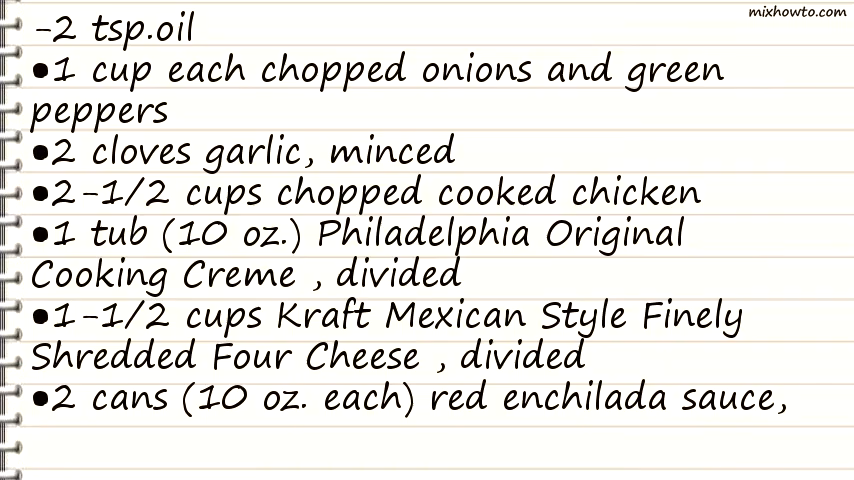 mixhowto.com
-2 tsp.oil
•1 cup each chopped onions and green
peppers
•2 cloves garlic, minced
•2-1/2 cups chopped cooked chicken
•1 tub (10 oz.) Philadelphia Original
Cooking Creme , divided
•1-1/2 cups Kraft Mexican Style Finely
Shredded Four Cheese , divided
•2 cans (10 oz. each) red enchilada sauce,